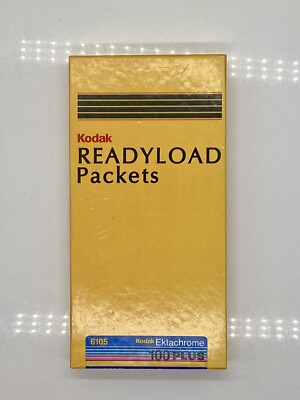 Kodak
READYLOAD
Packets
6105 Kodak Ektachrome
100 PLUS